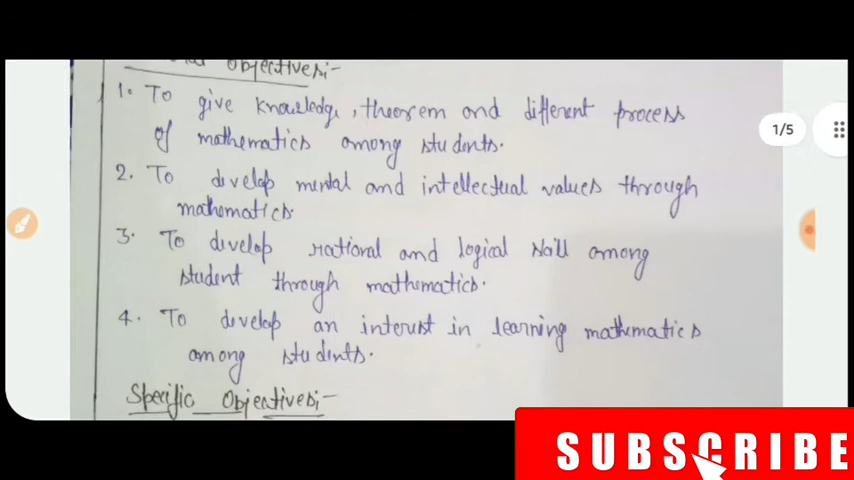 Objectives:-
1. To give knowledge, theorem and different process
of mathematics among students.
2. To develop mental and intellectual values through
mathematics.
3. To develop rational and logical skill among
student through mathematics.
4. To develop an interest in learning mathematics
among students.
Specific Objectives:-
1/5
SUBSCRIBE